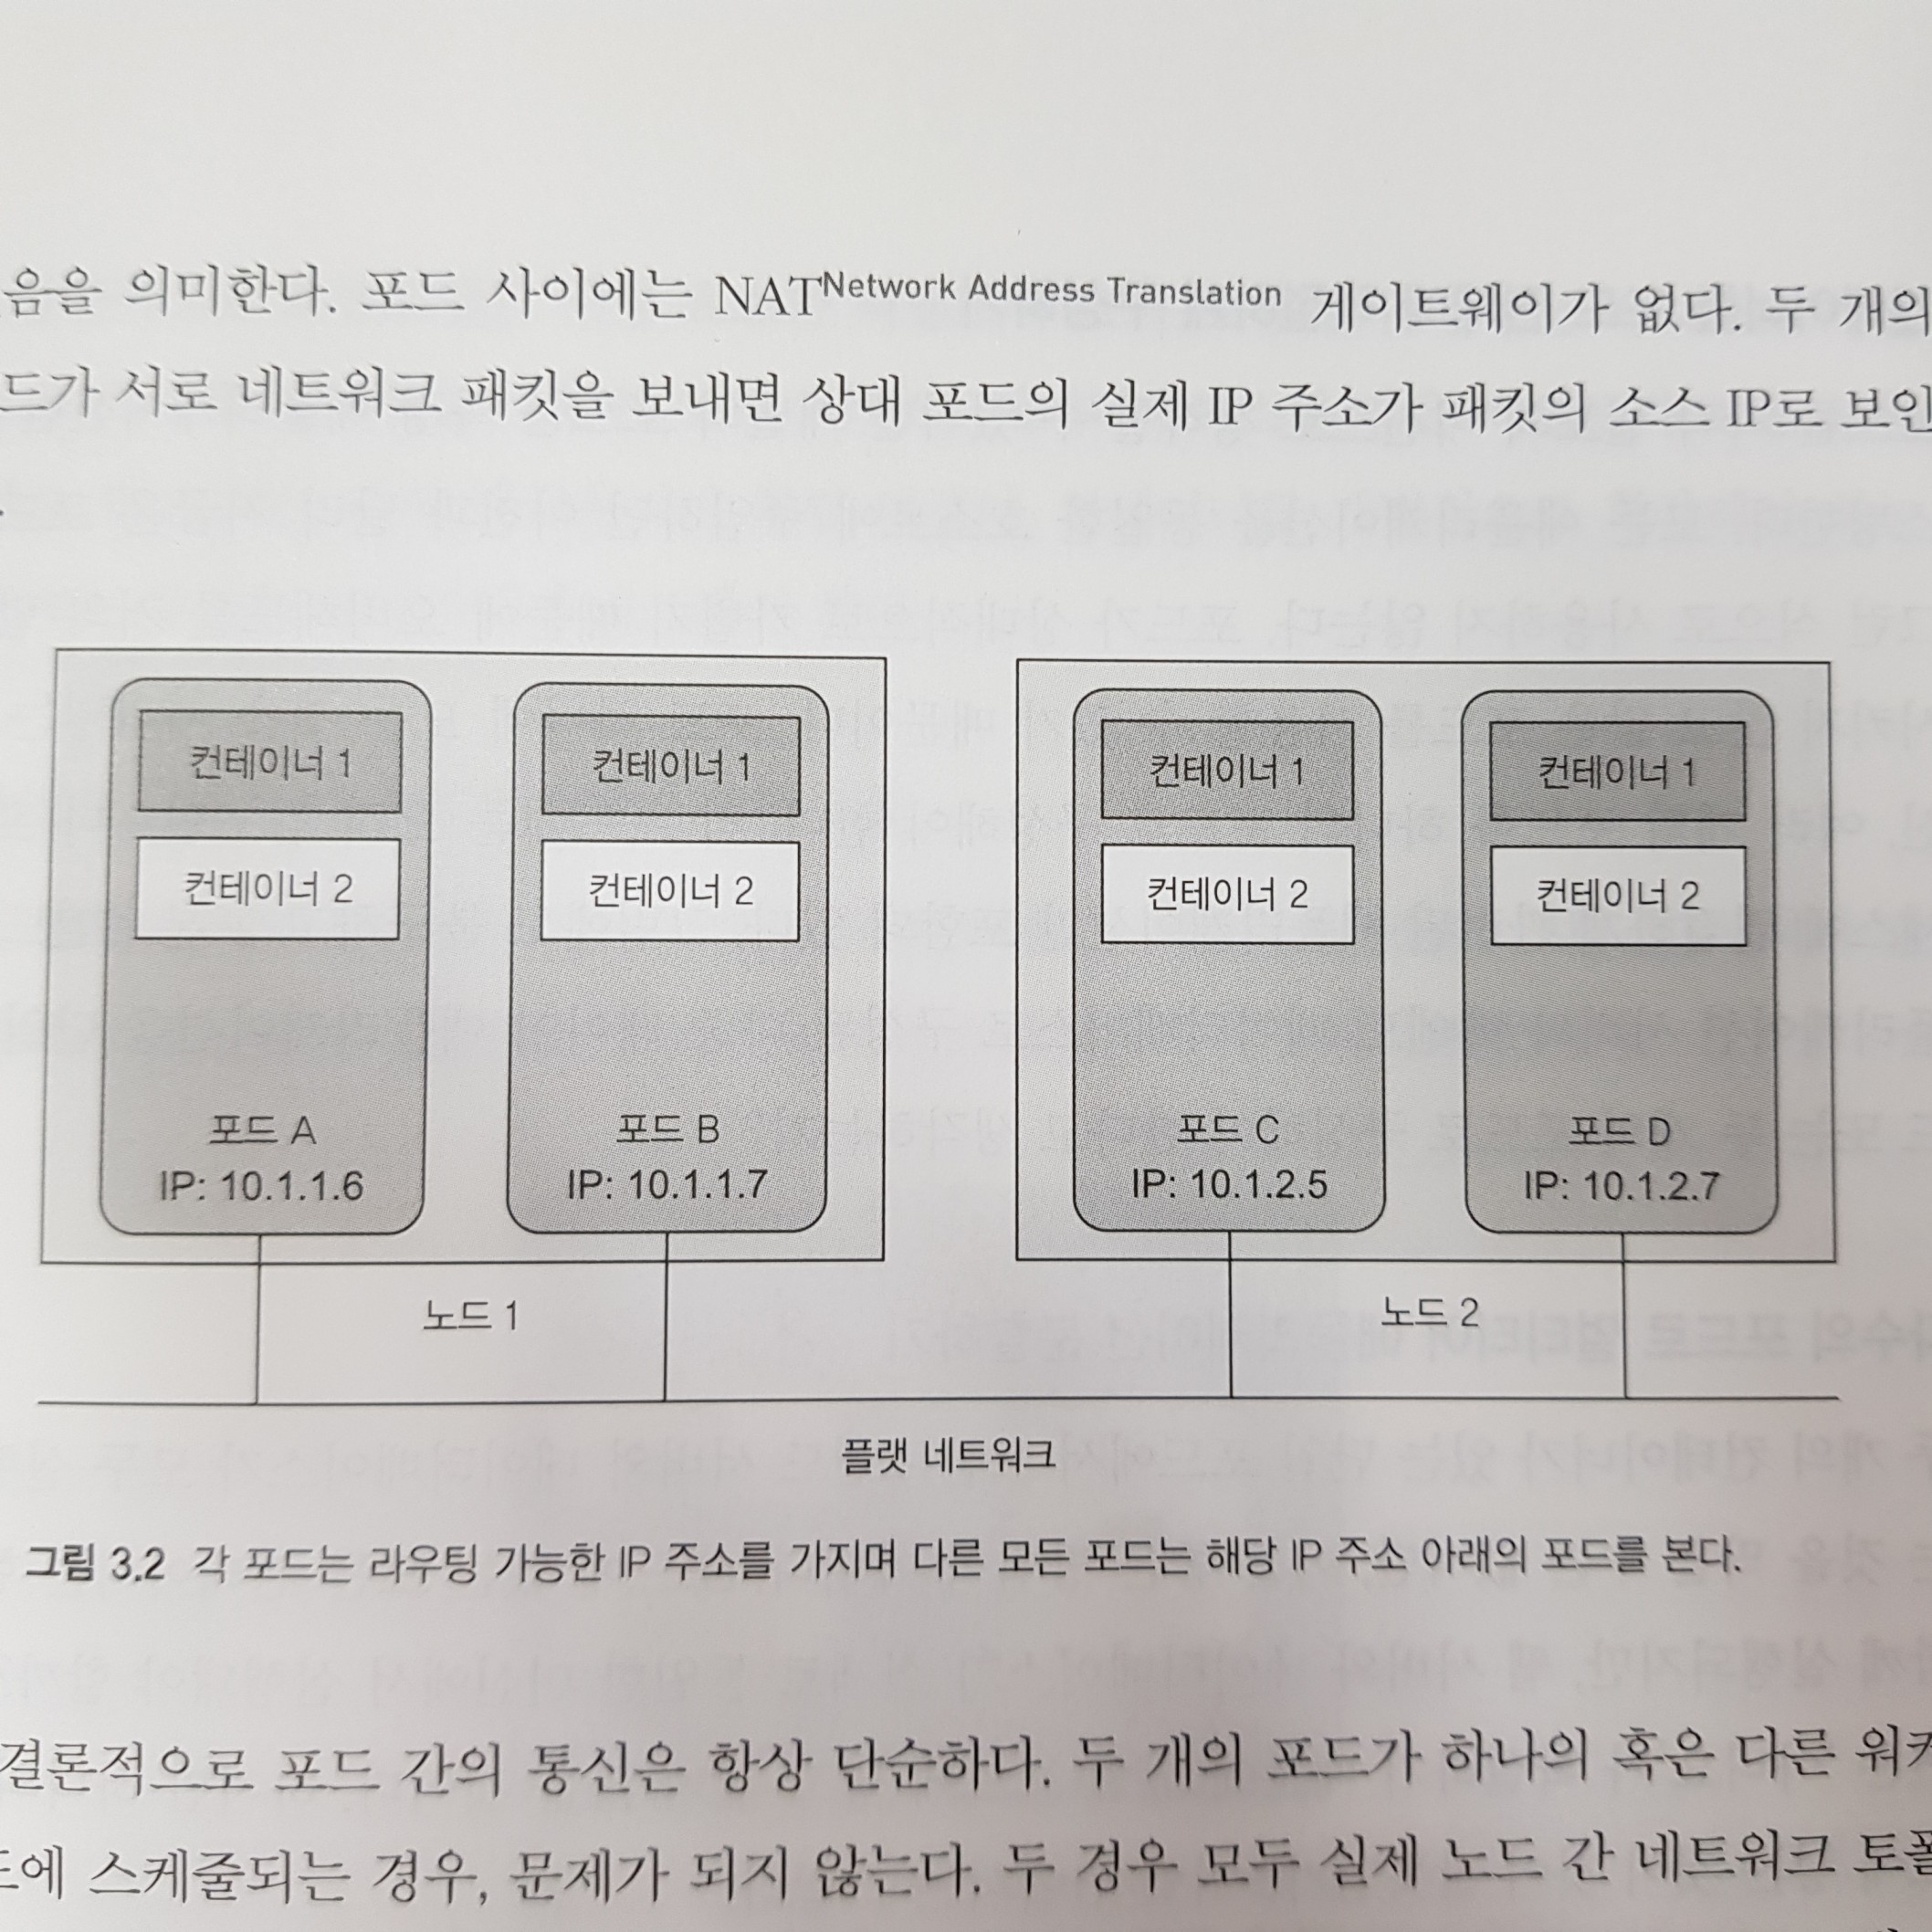 음을 의미한다. 포드 사이에는 NAT Network Address Translation 게이트웨이가 없다. 두 개의
드가 서로 네트워크 패킷을 보내면 상대 포드의 실제 IP 주소가 패킷의 소스 IP로 보인
컨테이너 1
컨테이너 2
포드 A
IP: 10.1.1.6
컨테이너 1
컨테이너 2
포드 B
IP: 10.1.1.7
노드 1
컨테이너 1
컨테이너 2
포드 C
IP: 10.1.2.5
컨테이너 1
컨테이너 2
포드 D
IP: 10.1.2.7
노드 2
플랫 네트워크
그림 3.2 각 포드는 라우팅 가능한 IP 주소를 가지며 다른 모든 포드는 해당 IP 주소 아래의 포드를 본다.
결론적으로 포드 간의 통신은 항상 단순하다. 두 개의 포드가 하나의 혹은 다른 워커
에 스케줄되는 경우, 문제가 되지 않는다. 두 경우 모두 실제 노드 간 네트워크 토폴